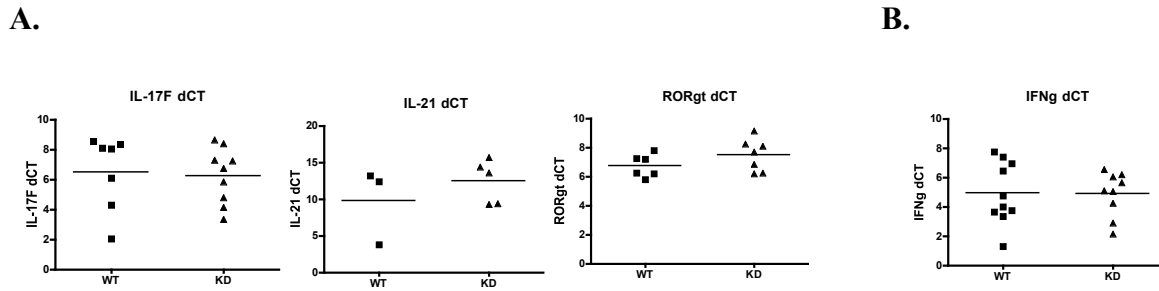 A.
B.
IL-17F dCT
IL-17F dCT
10
8
6
4
2
0
WT
KD
IL-21 dCT
IL-21 dCT
20
15
10
5
0
WT
KD
RORgt dCT
RORgt dCT
10
8
6
4
2
0
WT
KD
IFNg dCT
IFNg dCT
10
8
6
4
2
0
WT
KD